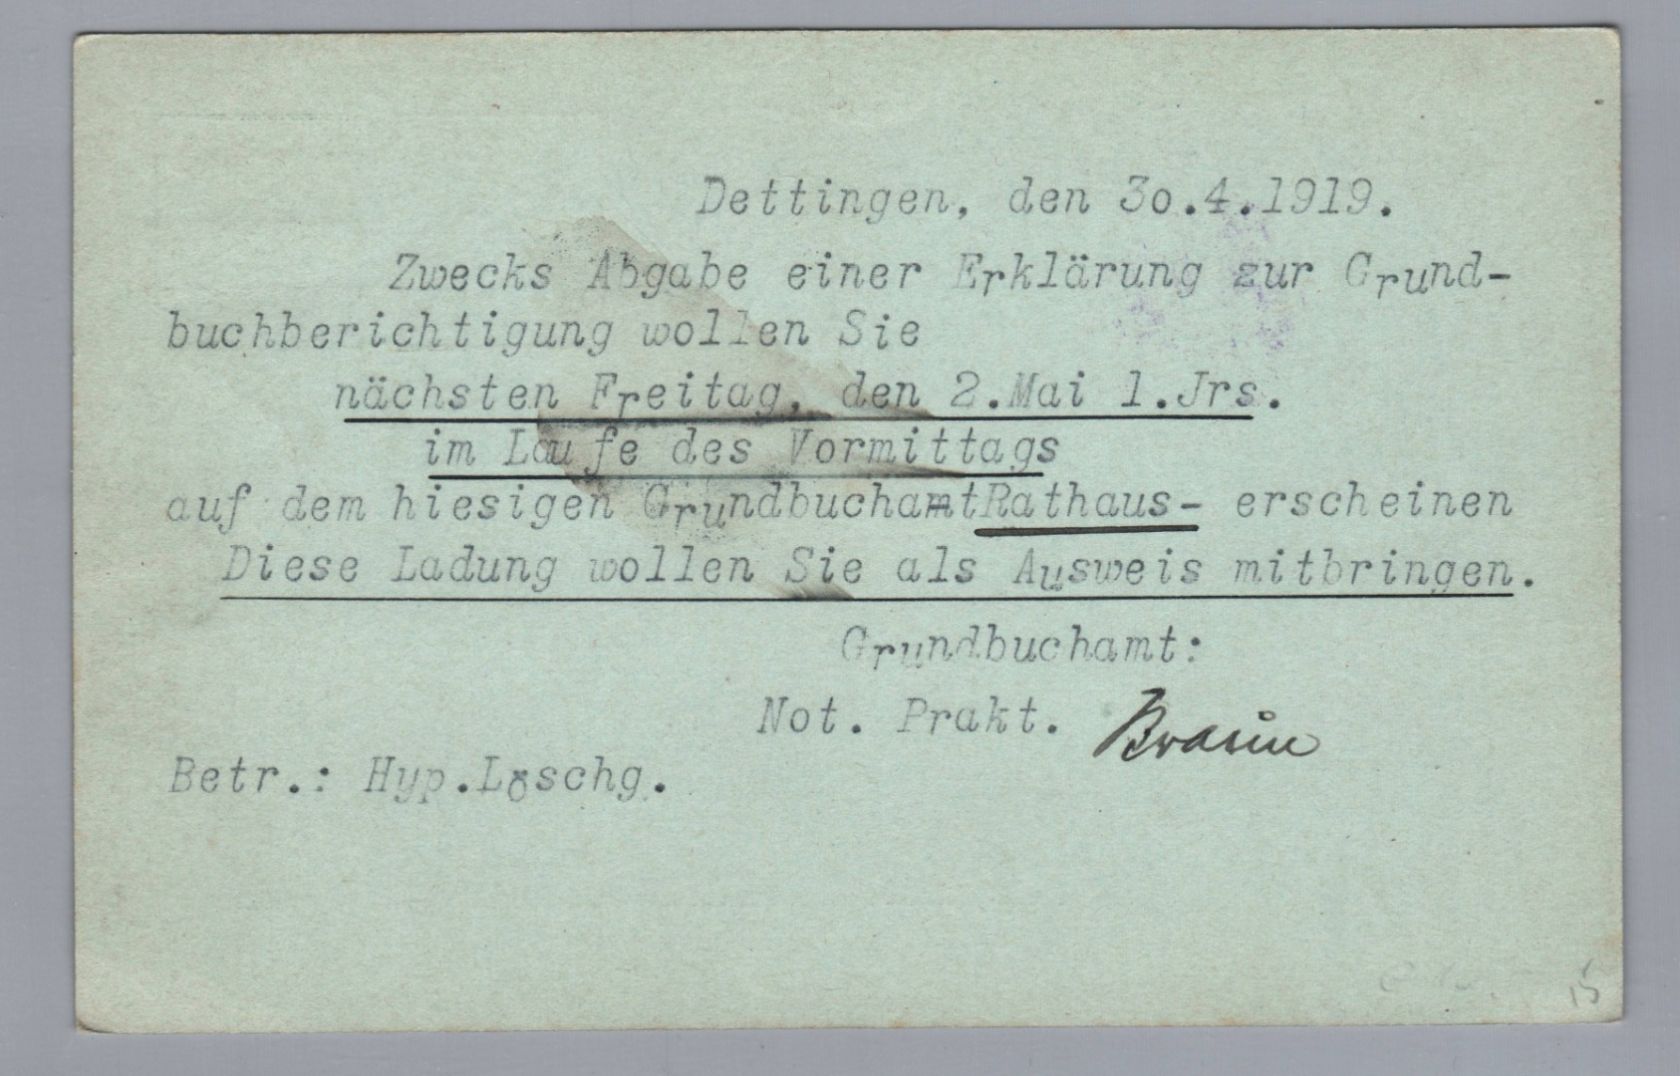 Dettingen, den 3o.4.1919.
Zwecks Abgabe einer Erklärung zur Grund-
buchberichtigung wollen Sie
nächsten Freitag, den 2.Mai l.Jrs.
im Laufe des Vormittags
auf dem hiesigen GrundbuchamtRathaus- erscheinen
Diese Ladung wollen Sie als Ausweis mitbringen.
Grundbuchamt:
Not. Prakt. Braun
Betr.: Hyp.Löschg.
15